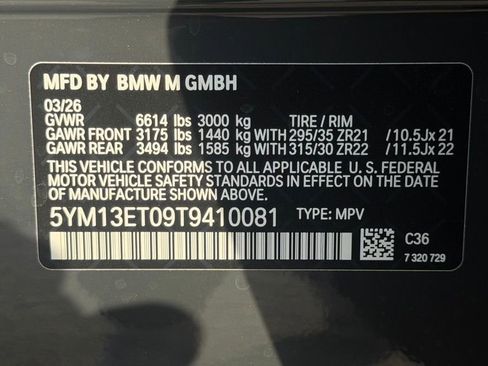 MFD BY BMW M GMBH
03/26
GVWR 6614 lbs 3000 kg TIRE / RIM
GAWR FRONT 3175 lbs 1440 kg WITH 295/35 ZR21 / 10.5Jx 21
GAWR REAR 3494 lbs 1585 kg WITH 315/30 ZR22 / 11.5Jx 22
THIS VEHICLE CONFORMS TO ALL APPLICABLE U. S. FEDERAL
MOTOR VEHICLE SAFETY STANDARDS IN EFFECT ON THE
DATE OF MANUFACTURE SHOWN ABOVE.
5YM13ET09T9410081 TYPE: MPV
C36
7 320 729